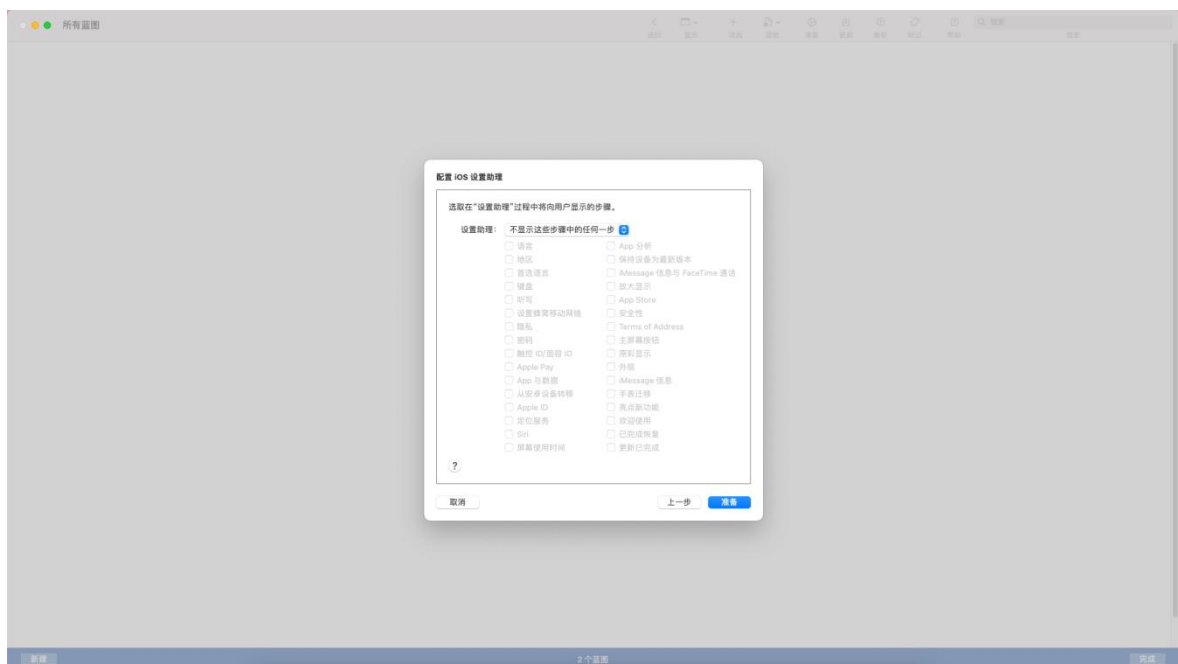 所有蓝图
搜索
配置 iOS 设置助理
选取在“设置助理”过程中将向用户显示的步骤。
设置助理： 不显示这些步骤中的任何一步
语言 App 分析
地区 保持设备为最新版本
首选语言 iMessage 信息与 FaceTime 通话
键盘 放大显示
听写 App Store
设置蜂窝移动网络 安全性
隐私 Terms of Address
密码 主屏幕按钮
触控 ID/面容 ID 原彩显示
Apple Pay 外观
App 与数据 iMessage 信息
从安卓设备转移 手表迁移
Apple ID 亮点新功能
定位服务 欢迎使用
Siri 已完成恢复
屏幕使用时间 更新已完成
?
取消 上一步 准备
新建 2 个蓝图 完成